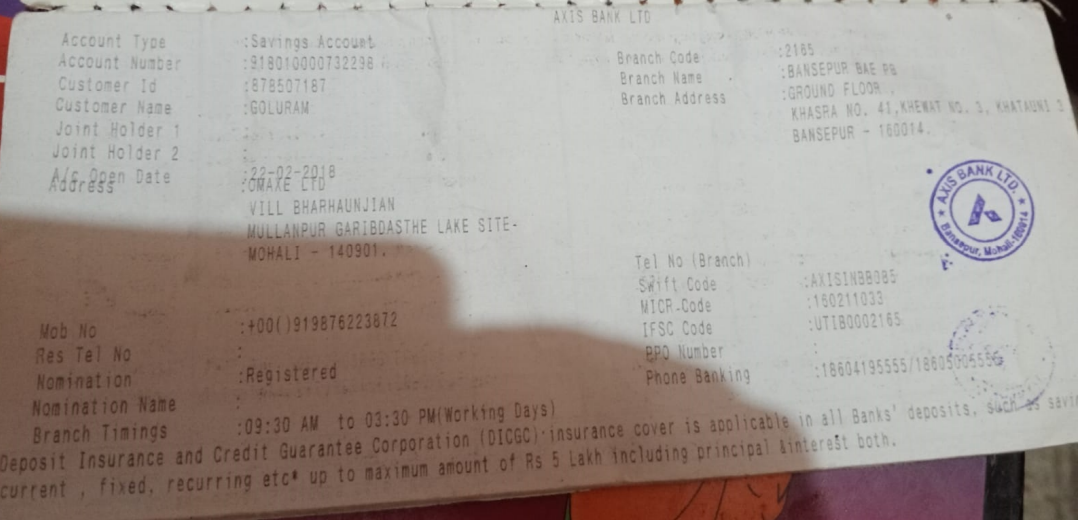 AXIS BANK LTD
Account Type :Savings Account
Account Number :918010000732298
Customer Id :878507187
Customer Name :GOLURAM
Joint Holder 1 :
Joint Holder 2 :
A/c Open Date :22-02-2018
Address :OMAXE LTD
VILL BHARHAUNJIAN
MULLANPUR GARIBDASTHE LAKE SITE-
MOHALI - 140901.
Mob No :+00()919876223872
Res Tel No :
Nomination :Registered
Nomination Name :
Branch Timings :09:30 AM to 03:30 PM(Working Days)
Branch Code :2165
Branch Name :BANSEPUR BAE PB
Branch Address :GROUND FLOOR ,
KHASRA NO. 41,KHEWAT NO. 3, KHATAUNI 3
BANSEPUR - 160014.
AXIS BANK LTD.
Bansepur, Mohali-160014
Tel No (Branch) :
Swift Code :AXISINBB085
MICR-Code :160211033
IFSC Code :UTIB0002165
PPO Number :
Phone Banking :18604195555/18605005555
Deposit Insurance and Credit Guarantee Corporation (DICGC) insurance cover is applicable in all Banks' deposits, such as savin
current , fixed, recurring etc* up to maximum amount of Rs 5 Lakh including principal &interest both.